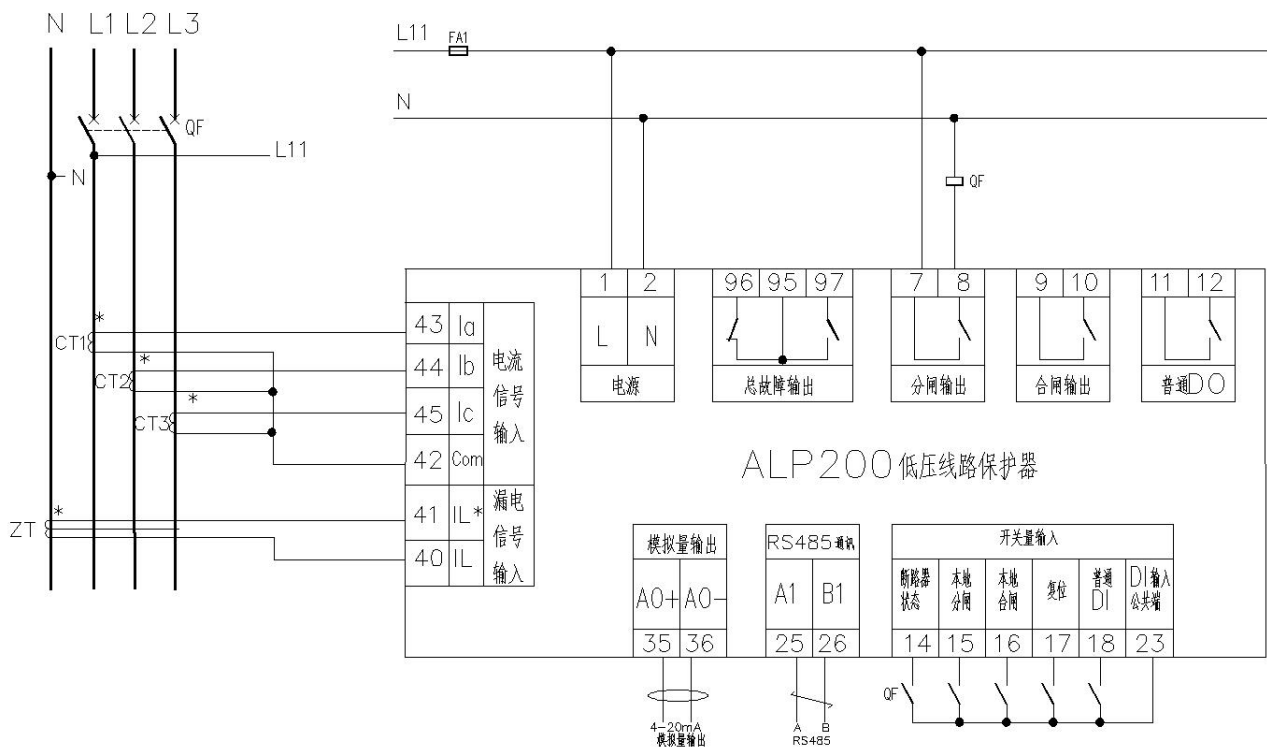 N L1 L2 L3
QF
L11
N
L11
FA1
N
QF
1 2
L N
电源
96 95 97
总故障输出
7 8
分闸输出
9 10
合闸输出
11 12
普通DO
*
CT1
*
CT2
*
CT3
*
ZT
43 Ia
44 Ib
45 Ic
42 Com
电流
信号
输入
41 IL*
40 IL
漏电
信号
输入
ALP200低压线路保护器
模拟量输出
AO+ AO-
35 36
4-20mA
模拟量输出
RS485通讯
A1 B1
25 26
A B
RS485
开关量输入
断路器
状态
本地
分闸
本地
合闸
复位
普通
DI
DI输入
公共端
14 15 16 17 18 23
QF